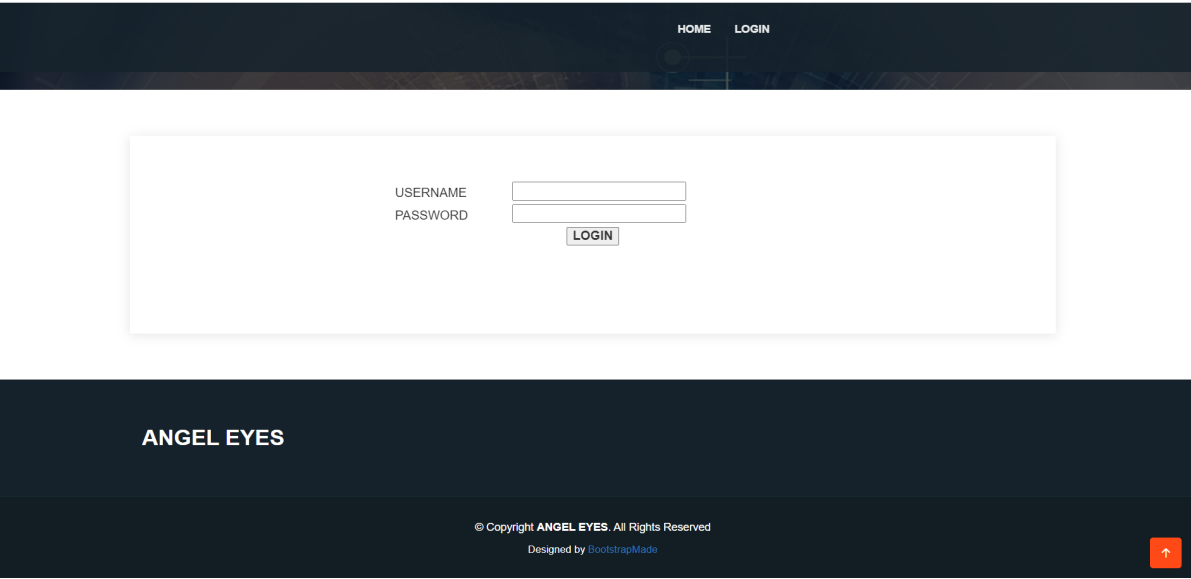 HOME LOGIN
USERNAME
PASSWORD
LOGIN
ANGEL EYES
© Copyright ANGEL EYES. All Rights Reserved
Designed by BootstrapMade